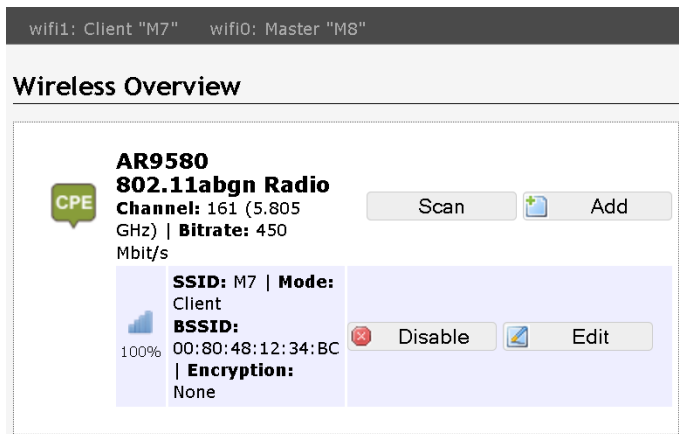 wifi1: Client "M7" wifi0: Master "M8"
Wireless Overview
CPE
AR9580
802.11abgn Radio
Channel: 161 (5.805
GHz) | Bitrate: 450
Mbit/s
Scan
Add
100%
SSID: M7 | Mode:
Client
BSSID:
00:80:48:12:34:BC
| Encryption:
None
Disable
Edit